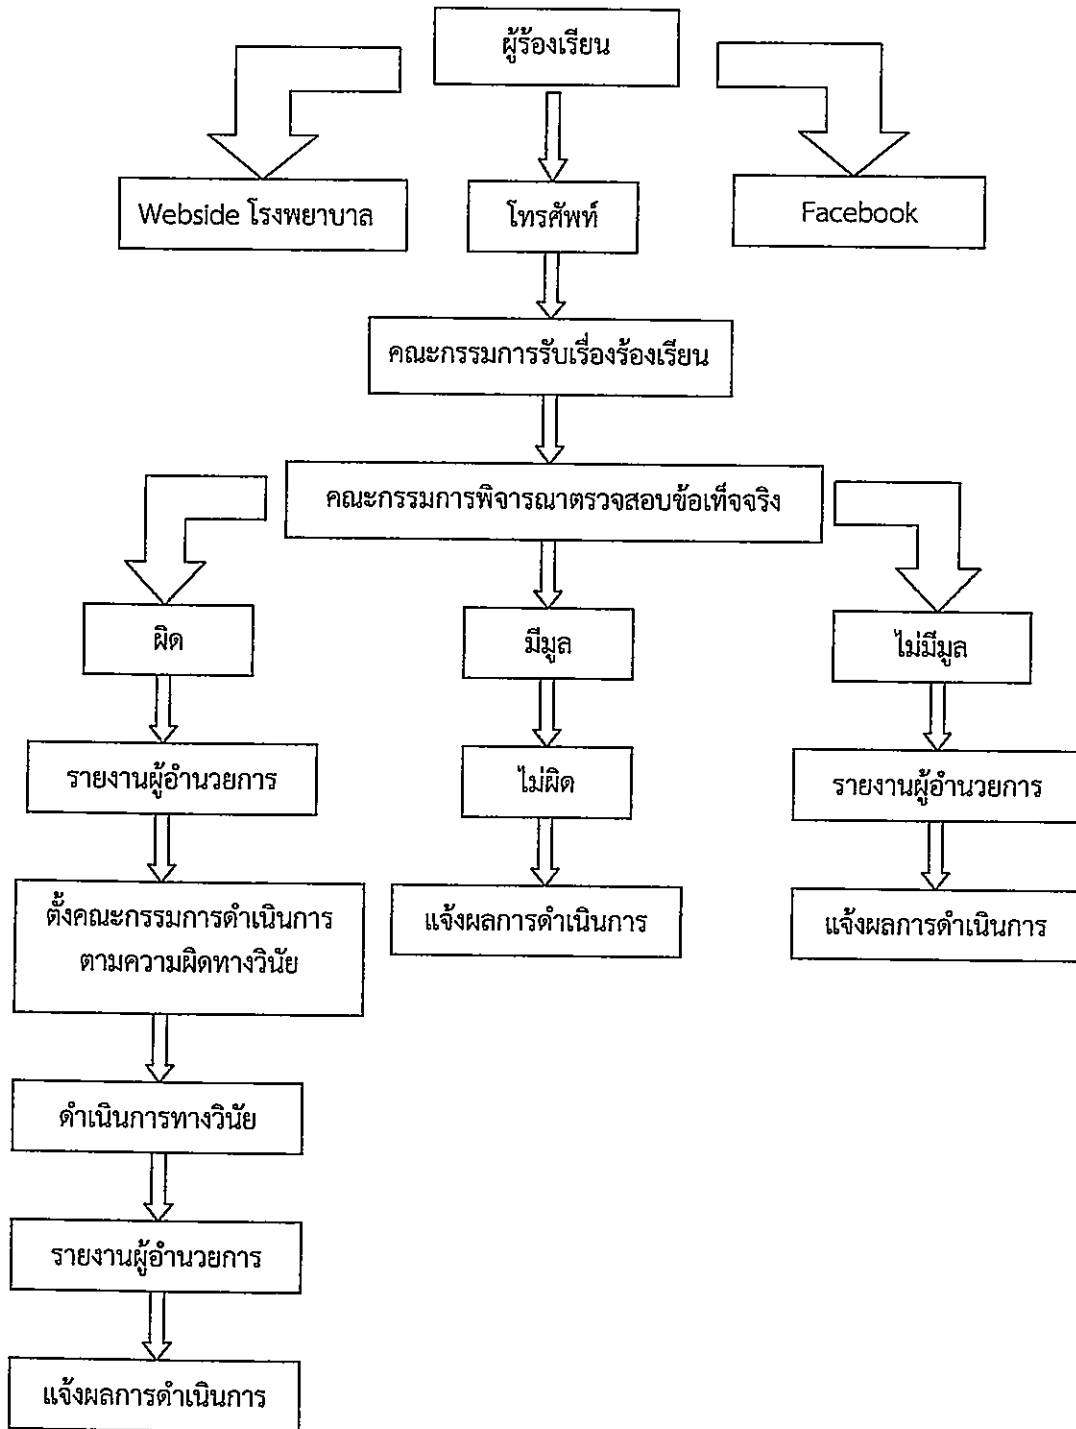 ผู้ร้องเรียน
Webside โรงพยาบาล
โทรศัพท์
Facebook
คณะกรรมการรับเรื่องร้องเรียน
คณะกรรมการพิจารณาตรวจสอบข้อเท็จจริง
ผิด
มีมูล
ไม่มีมูล
รายงานผู้อำนวยการ
ไม่ผิด
รายงานผู้อำนวยการ
ตั้งคณะกรรมการดำเนินการ
ตามความผิดทางวินัย
แจ้งผลการดำเนินการ
แจ้งผลการดำเนินการ
ดำเนินการทางวินัย
รายงานผู้อำนวยการ
แจ้งผลการดำเนินการ